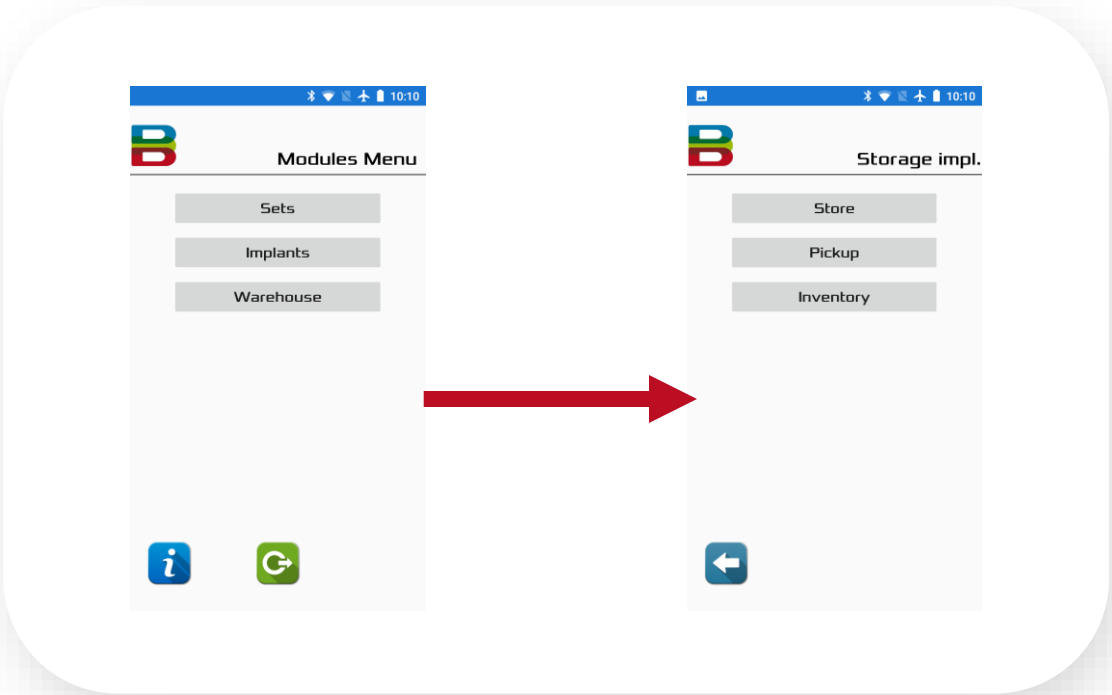 10:10
Modules Menu
Sets
Implants
Warehouse
i
10:10
Storage impl.
Store
Pickup
Inventory